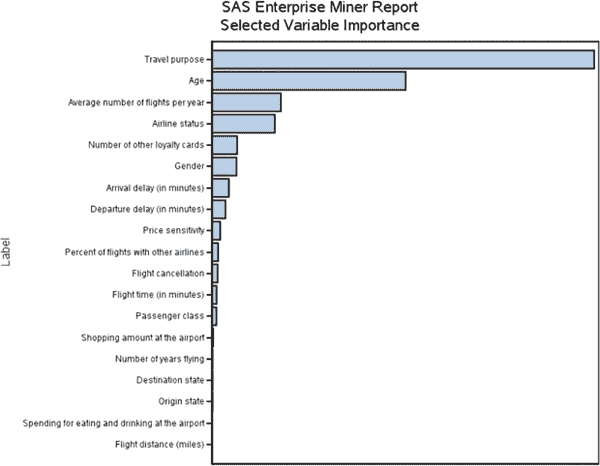 SAS Enterprise Miner Report
Selected Variable Importance
Travel purpose
Age
Average number of flights per year
Airline status
Number of other loyalty cards
Gender
Arrival delay (in minutes)
Departure delay (in minutes)
Price sensitivity
Percent of flights with other airlines
Flight cancellation
Flight time (in minutes)
Passenger class
Shopping amount at the airport
Number of years flying
Destination state
Origin state
Spending for eating and drinking at the airport
Flight distance (miles)
Label